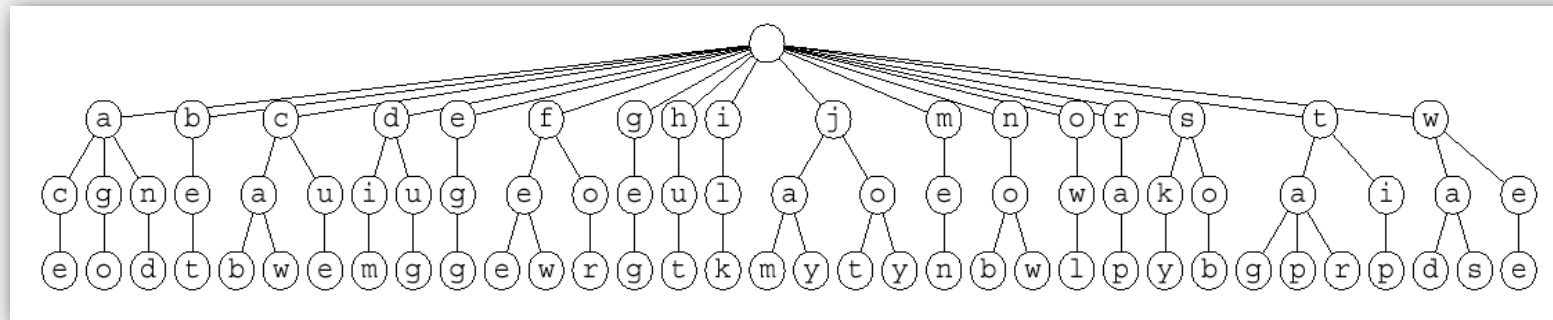 a b c d e f g h i j m n o r s t w
c g n e a u i u g e o e u l a o e o w a k o a i a e
e o d t b w e m g g e w r g t k m y t y n b w l p y b g p r p d s e